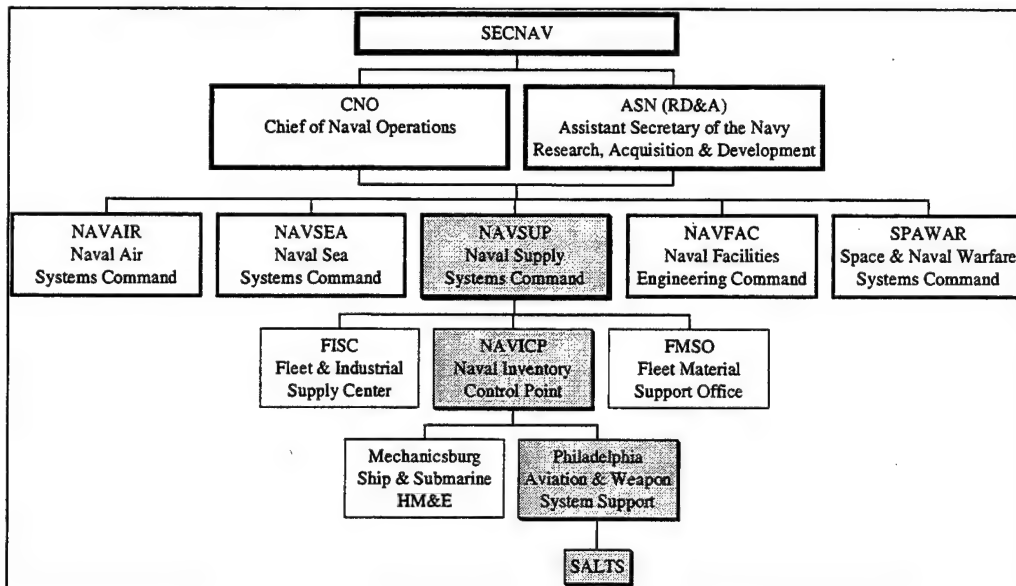 SECNAV
CNO
Chief of Naval Operations
ASN (RD&A)
Assistant Secretary of the Navy
Research, Acquisition & Development
NAVAIR
Naval Air
Systems Command
NAVSEA
Naval Sea
Systems Command
NAVSUP
Naval Supply
Systems Command
NAVFAC
Naval Facilities
Engineering Command
SPAWAR
Space & Naval Warfare
Systems Command
FISC
Fleet & Industrial
Supply Center
NAVICP
Naval Inventory
Control Point
FMSO
Fleet Material
Support Office
Mechanicsburg
Ship & Submarine
HM&E
Philadelphia
Aviation & Weapon
System Support
SALTS